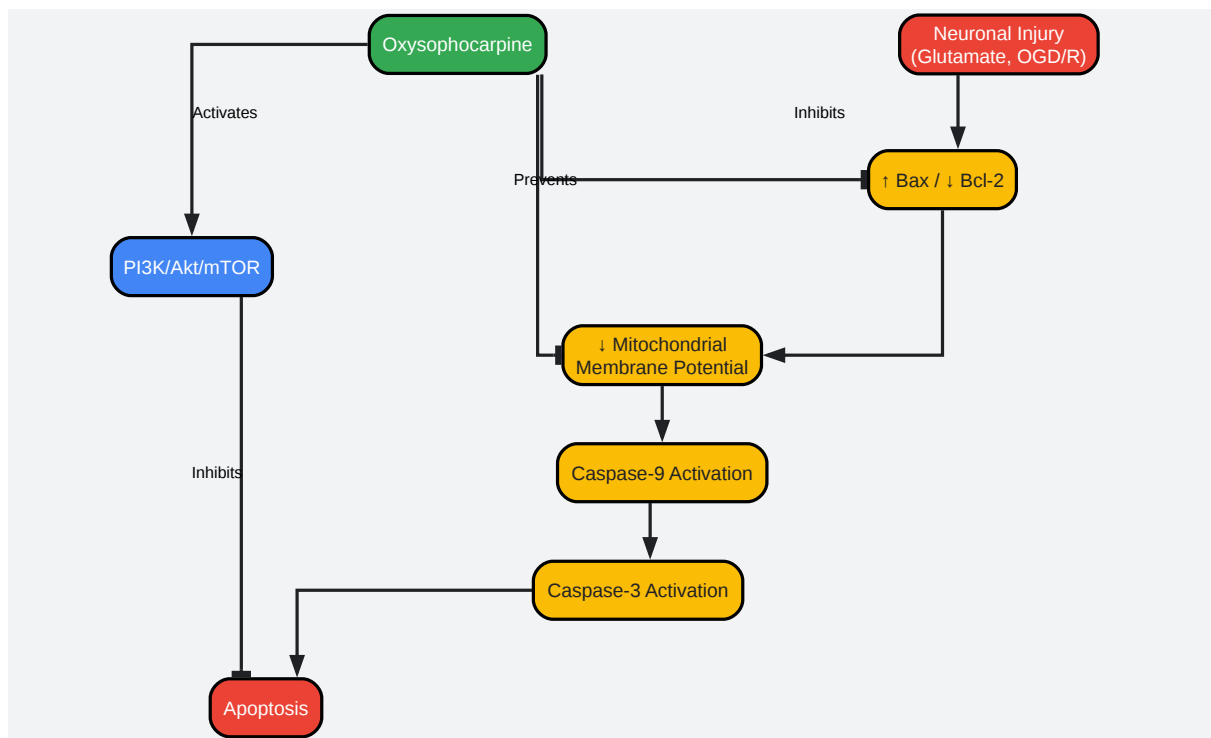 Oxysophocarpine
Neuronal Injury
(Glutamate, OGD/R)
Activates
Inhibits
Prevents
↑ Bax / ↓ Bcl-2
PI3K/Akt/mTOR
↓ Mitochondrial
Membrane Potential
Inhibits
Caspase-9 Activation
Caspase-3 Activation
Apoptosis